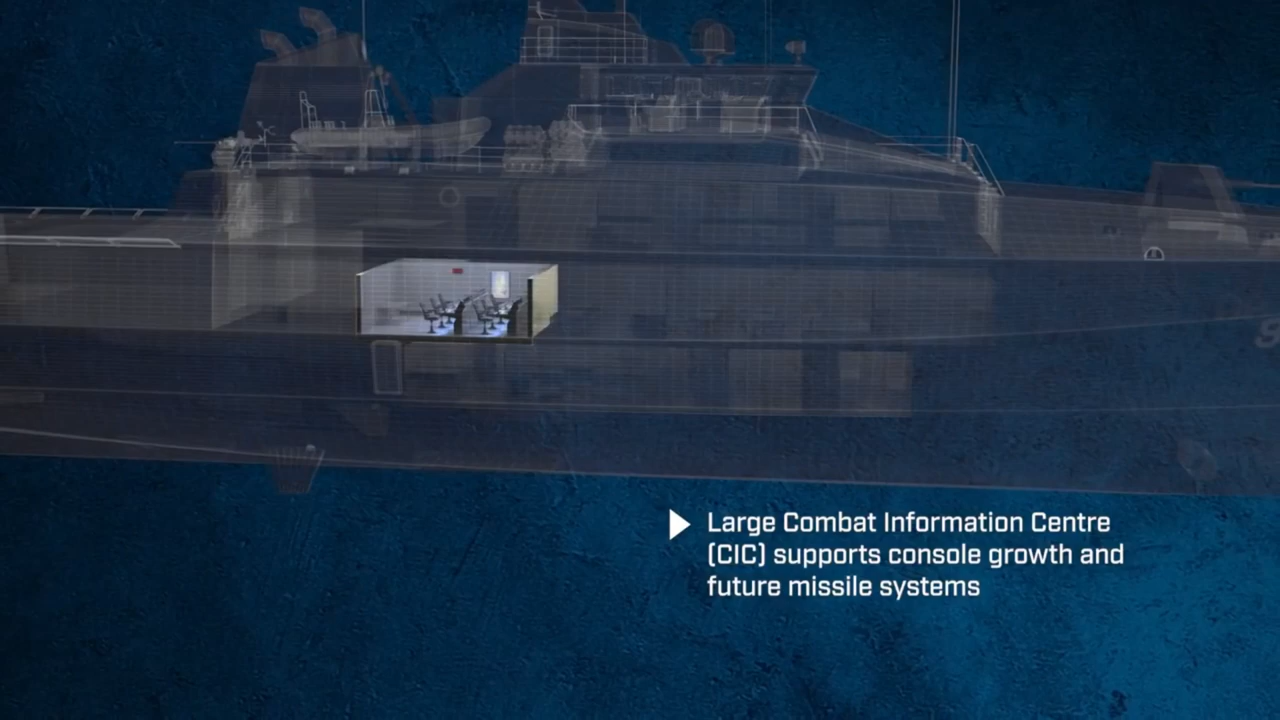 Large Combat Information Centre
(CIC) supports console growth and
future missile systems